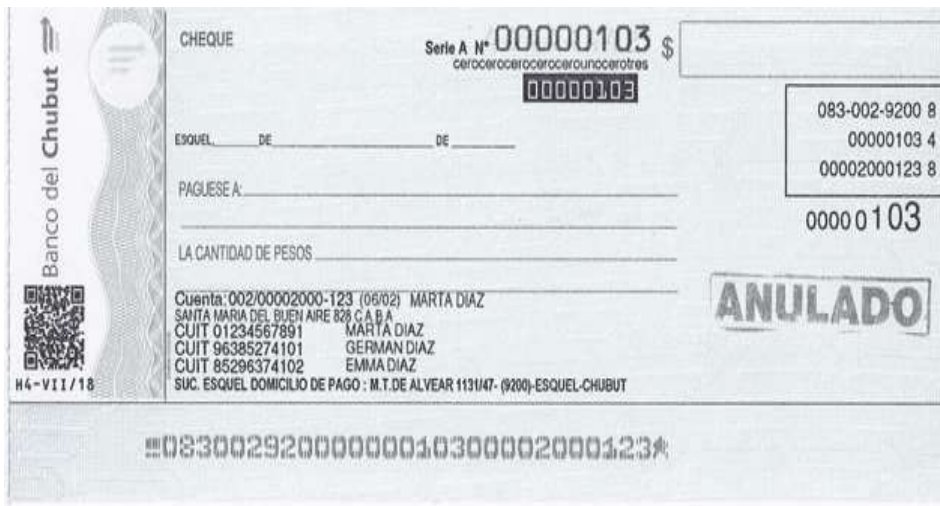 Banco del Chubut
H4-VII/18
CHEQUE
Serie A Nº 00000103 $
cerocerocerocerocerounocerotres
00000103
083-002-9200 8
00000103 4
00002000123 8
00000103
ESQUEL, DE DE
PAGUESE A:
LA CANTIDAD DE PESOS
ANULADO
Cuenta: 002/00002000-123 (06/02) MARTA DIAZ
SANTA MARIA DEL BUEN AIRE 828 C.A.B.A
CUIT 01234567891 MARTA DIAZ
CUIT 96385274101 GERMAN DIAZ
CUIT 85296374102 EMMA DIAZ
SUC. ESQUEL DOMICILIO DE PAGO : M.T.DE ALVEAR 1131/47- (9200)-ESQUEL-CHUBUT
083002920000000103000020001​23